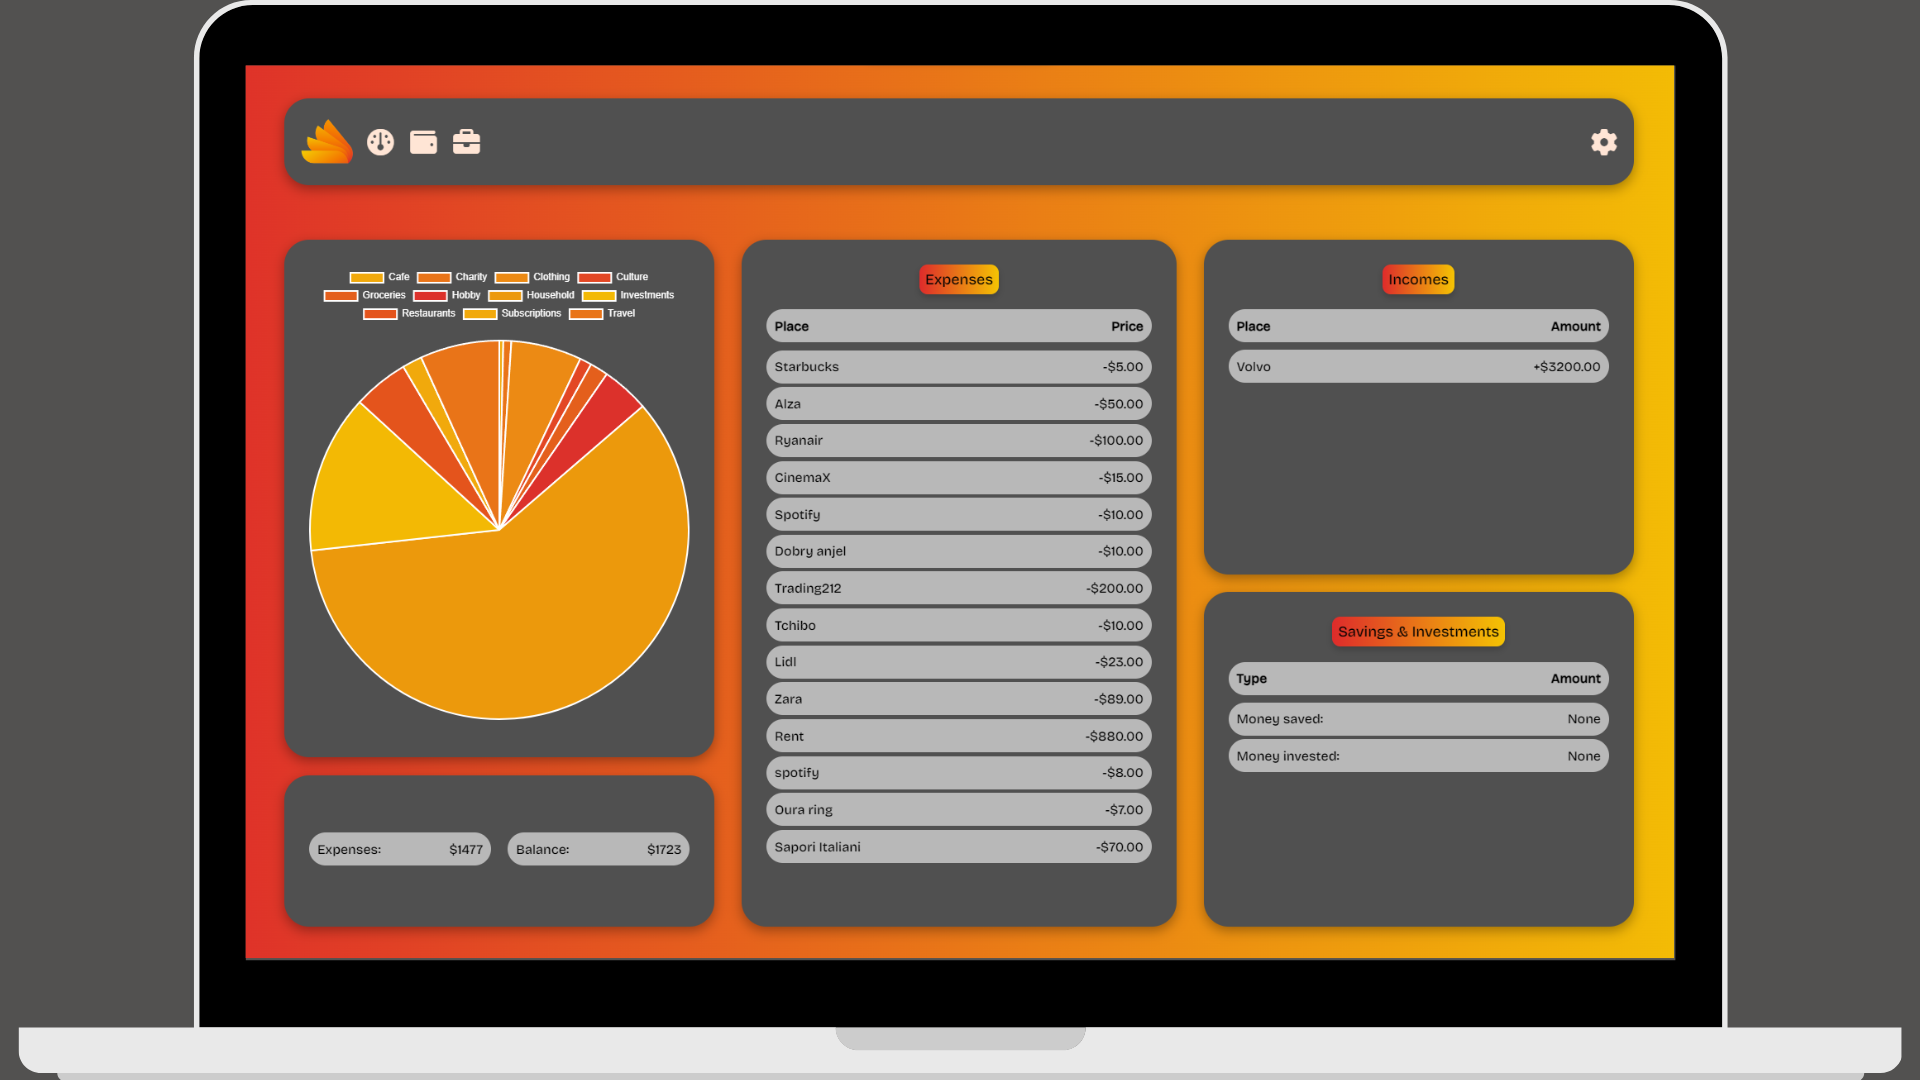 Cafe Charity Clothing Culture
Groceries Hobby Household Investments
Restaurants Subscriptions Travel
Expenses: $1477 Balance: $1723
Expenses
Place Price
Starbucks -$5.00
Alza -$50.00
Ryanair -$100.00
CinemaX -$15.00
Spotify -$10.00
Dobry anjel -$10.00
Trading212 -$200.00
Tchibo -$10.00
Lidl -$23.00
Zara -$89.00
Rent -$880.00
spotify -$8.00
Oura ring -$7.00
Sapori Italiani -$70.00
Incomes
Place Amount
Volvo +$3200.00
Savings & Investments
Type Amount
Money saved: None
Money invested: None